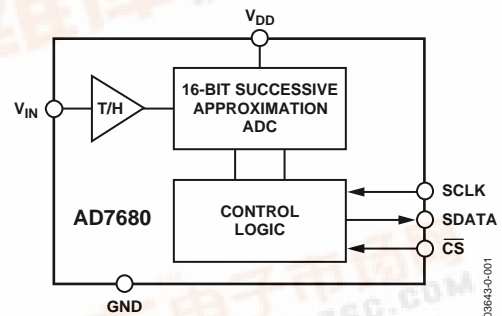 VDD
16-BIT SUCCESSIVE
APPROXIMATION
ADC
VIN
T/H
SCLK
AD7680
CONTROL
LOGIC
SDATA
CS
GND
03643-0-001